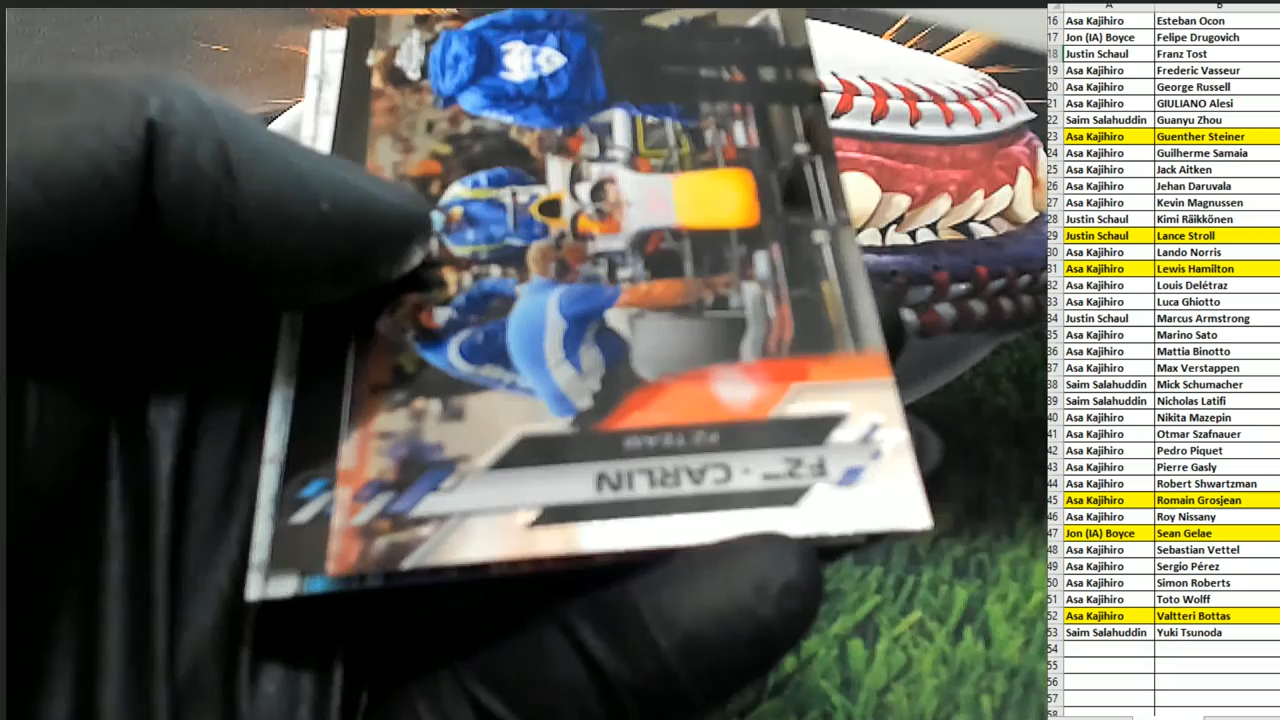 F2™ - CARLIN
F2 TEAM
A B
16 Asa Kajihiro Esteban Ocon
17 Jon (IA) Boyce Felipe Drugovich
18 Justin Schaul Franz Tost
19 Asa Kajihiro Frederic Vasseur
20 Asa Kajihiro George Russell
21 Asa Kajihiro GIULIANO Alesi
22 Saim Salahuddin Guanyu Zhou
23 Asa Kajihiro Guenther Steiner
24 Asa Kajihiro Guilherme Samaia
25 Asa Kajihiro Jack Aitken
26 Asa Kajihiro Jehan Daruvala
27 Asa Kajihiro Kevin Magnussen
28 Justin Schaul Kimi Räikkönen
29 Justin Schaul Lance Stroll
30 Asa Kajihiro Lando Norris
31 Asa Kajihiro Lewis Hamilton
32 Asa Kajihiro Louis Delétraz
33 Asa Kajihiro Luca Ghiotto
34 Justin Schaul Marcus Armstrong
35 Asa Kajihiro Marino Sato
36 Asa Kajihiro Mattia Binotto
37 Asa Kajihiro Max Verstappen
38 Saim Salahuddin Mick Schumacher
39 Saim Salahuddin Nicholas Latifi
40 Asa Kajihiro Nikita Mazepin
41 Asa Kajihiro Otmar Szafnauer
42 Asa Kajihiro Pedro Piquet
43 Asa Kajihiro Pierre Gasly
44 Asa Kajihiro Robert Shwartzman
45 Asa Kajihiro Romain Grosjean
46 Asa Kajihiro Roy Nissany
47 Jon (IA) Boyce Sean Gelae
48 Asa Kajihiro Sebastian Vettel
49 Asa Kajihiro Sergio Pérez
50 Asa Kajihiro Simon Roberts
51 Asa Kajihiro Toto Wolff
52 Asa Kajihiro Valtteri Bottas
53 Saim Salahuddin Yuki Tsunoda
54
55
56
57
58